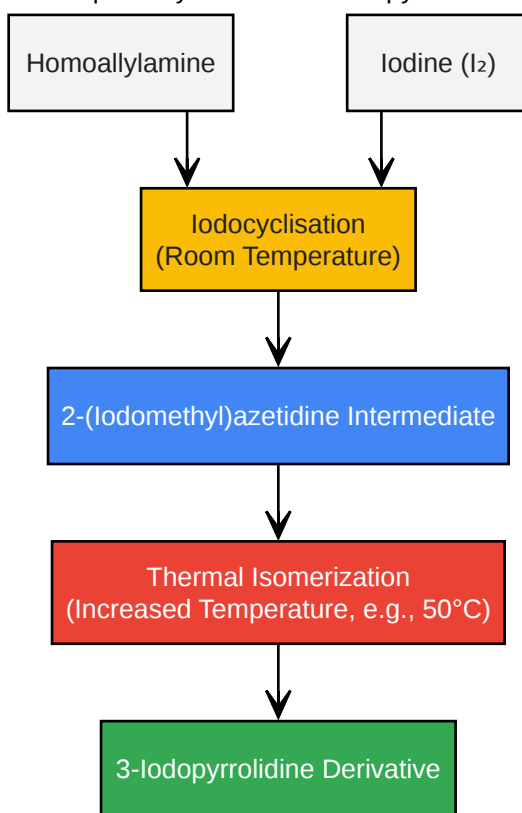 Homoallylamine
Iodine (I₂)
Iodocyclisation
(Room Temperature)
2-(Iodomethyl)azetidine Intermediate
Thermal Isomerization
(Increased Temperature, e.g., 50°C)
3-Iodopyrrolidine Derivative